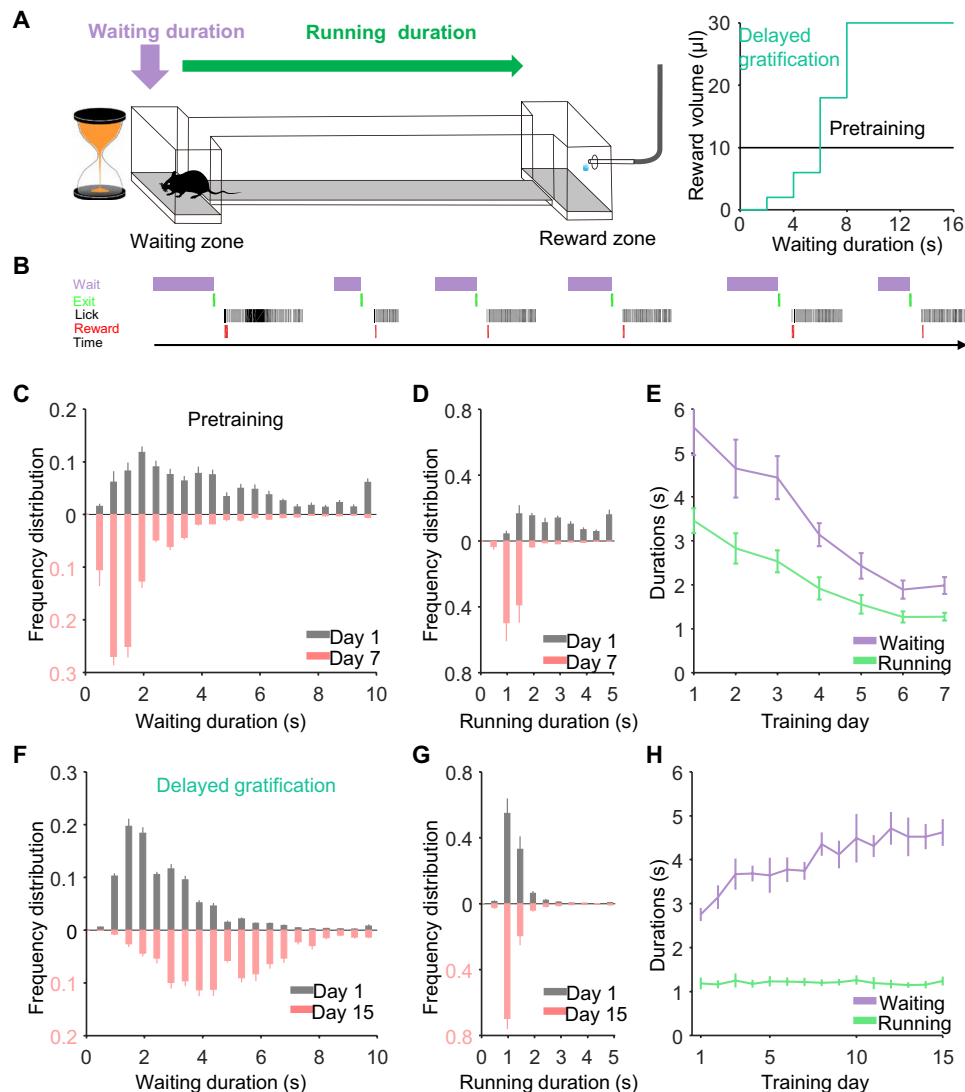 A
Waiting duration
Running duration
Waiting zone
Reward zone
Reward volume (µl)
30
20
10
0
Delayed
gratification
Pretraining
0 4 8 12 16
Waiting duration (s)
B
Wait
Exit
Lick
Reward
Time
C
Pretraining
Frequency distribution
0.2
0.1
0
0.1
0.2
0.3
Day 1
Day 7
0 2 4 6 8 10
Waiting duration (s)
D
Frequency distribution
0.8
0.4
0
0.4
0.8
Day 1
Day 7
0 1 2 3 4 5
Running duration (s)
E
Durations (s)
6
5
4
3
2
1
0
Waiting
Running
1 2 3 4 5 6 7
Training day
F
Delayed gratification
Frequency distribution
0.3
0.2
0.1
0
0.1
0.2
Day 1
Day 15
0 2 4 6 8 10
Waiting duration (s)
G
Frequency distribution
0.8
0.4
0
0.4
0.8
Day 1
Day 15
0 1 2 3 4 5
Running duration (s)
H
Durations (s)
6
5
4
3
2
1
0
Waiting
Running
1 5 10 15
Training day